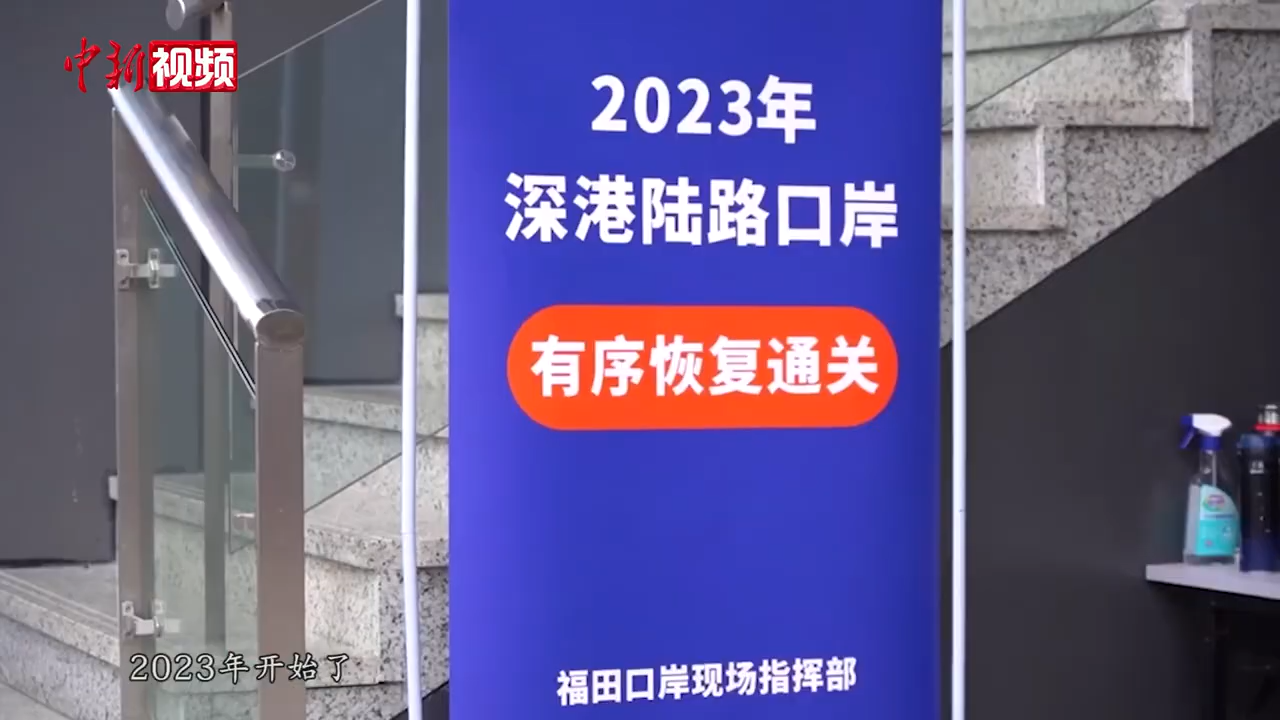 中新视频
2023年
深港陆路口岸
有序恢复通关
福田口岸现场指挥部
2023年开始了